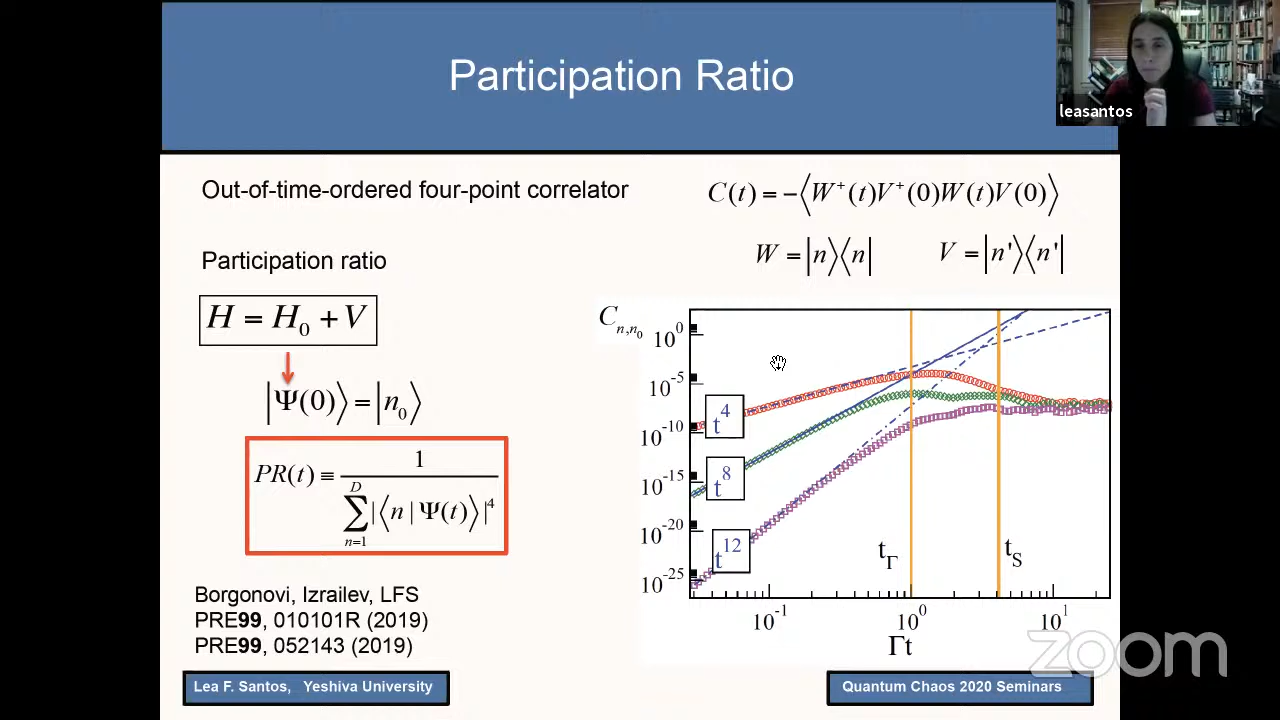 Participation Ratio
leasantos
Out-of-time-ordered four-point correlator
C(t) = −⟨W⁺(t)V⁺(0)W(t)V(0)⟩
W = |n⟩⟨n|
V = |n'⟩⟨n'|
Participation ratio
H = H₀ + V
|Ψ(0)⟩ = |n₀⟩
PR(t) ≡ 1 / ∑ₙ₌₁ᴰ |⟨n | Ψ(t)⟩|⁴
C n,n₀
10⁰
10⁻⁵
10⁻¹⁰
10⁻¹⁵
10⁻²⁰
10⁻²⁵
t⁴
t⁸
t¹²
t_Γ
t_S
10⁻¹
10⁰
10¹
Γt
Borgonovi, Izrailev, LFS
PRE99, 010101R (2019)
PRE99, 052143 (2019)
zoom
Lea F. Santos, Yeshiva University
Quantum Chaos 2020 Seminars